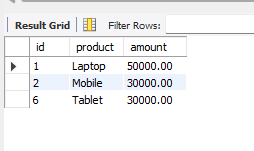 Result Grid Filter Rows:
id product amount
1 Laptop 50000.00
2 Mobile 30000.00
6 Tablet 30000.00